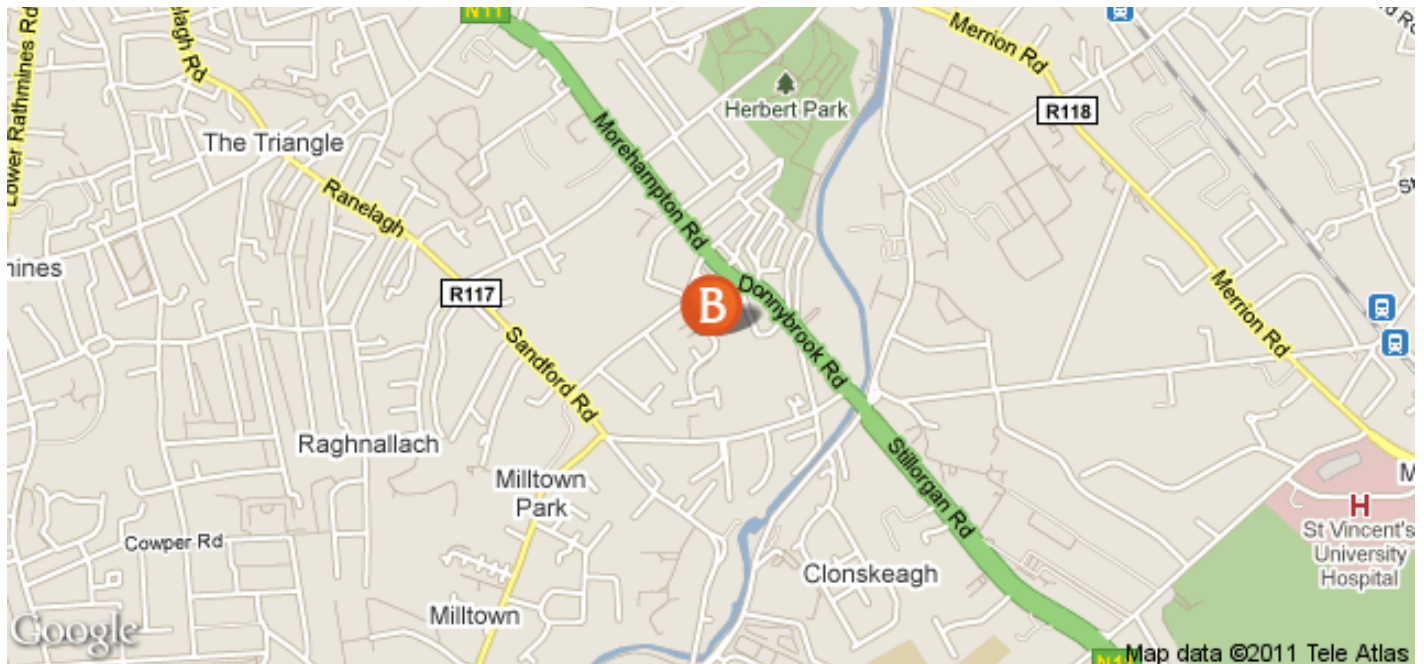 N11
Merrion Rd
Lower Rathmines Rd
elagh Rd
Herbert Park
R118
The Triangle
Morehampton Rd
Ranelagh
nines
R117
B
Donnybrook Rd
Merrion Rd
Sandford Rd
Raghnallach
Stillorgan Rd
Milltown
Park
H
St Vincent's
University
Hospital
Cowper Rd
Clonskeagh
Milltown
Google
Map data ©2011 Tele Atlas